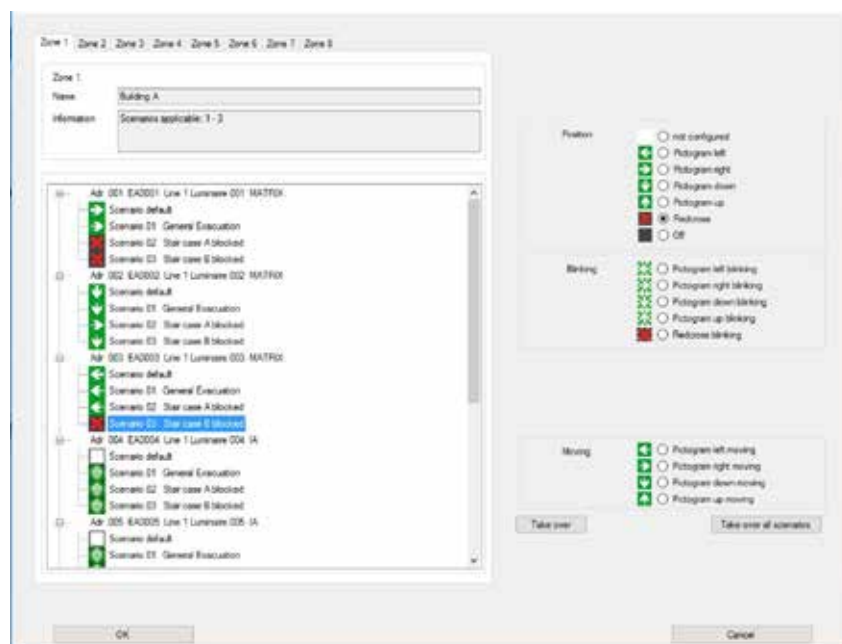 Zone 1 Zone 2 Zone 3 Zone 4 Zone 5 Zone 6 Zone 7 Zone 8
Zone 1
Name Building A
Information Scenarios applicable: 1 - 3
Adr 001 EA0001 Line 1 Luminaire 001 MATRIX
Scenario default
Scenario 01 General Evacuation
Scenario 02 Stair case A blocked
Scenario 03 Stair case B blocked
Adr 002 EA0002 Line 1 Luminaire 002 MATRIX
Scenario default
Scenario 01 General Evacuation
Scenario 02 Stair case A blocked
Scenario 03 Stair case B blocked
Adr 003 EA0003 Line 1 Luminaire 003 MATRIX
Scenario default
Scenario 01 General Evacuation
Scenario 02 Stair case A blocked
Scenario 03 Stair case B blocked
Adr 004 EA0004 Line 1 Luminaire 004 IA
Scenario default
Scenario 01 General Evacuation
Scenario 02 Stair case A blocked
Scenario 03 Stair case B blocked
Adr 005 EA0005 Line 1 Luminaire 005 IA
Scenario default
Scenario 01 General Evacuation
Position not configured
Pictogram left
Pictogram right
Pictogram down
Pictogram up
Redcross
Off
Blinking Pictogram left blinking
Pictogram right blinking
Pictogram down blinking
Pictogram up blinking
Redcross blinking
Moving Pictogram left moving
Pictogram right moving
Pictogram down moving
Pictogram up moving
Take over Take over all scenarios
OK Cancel